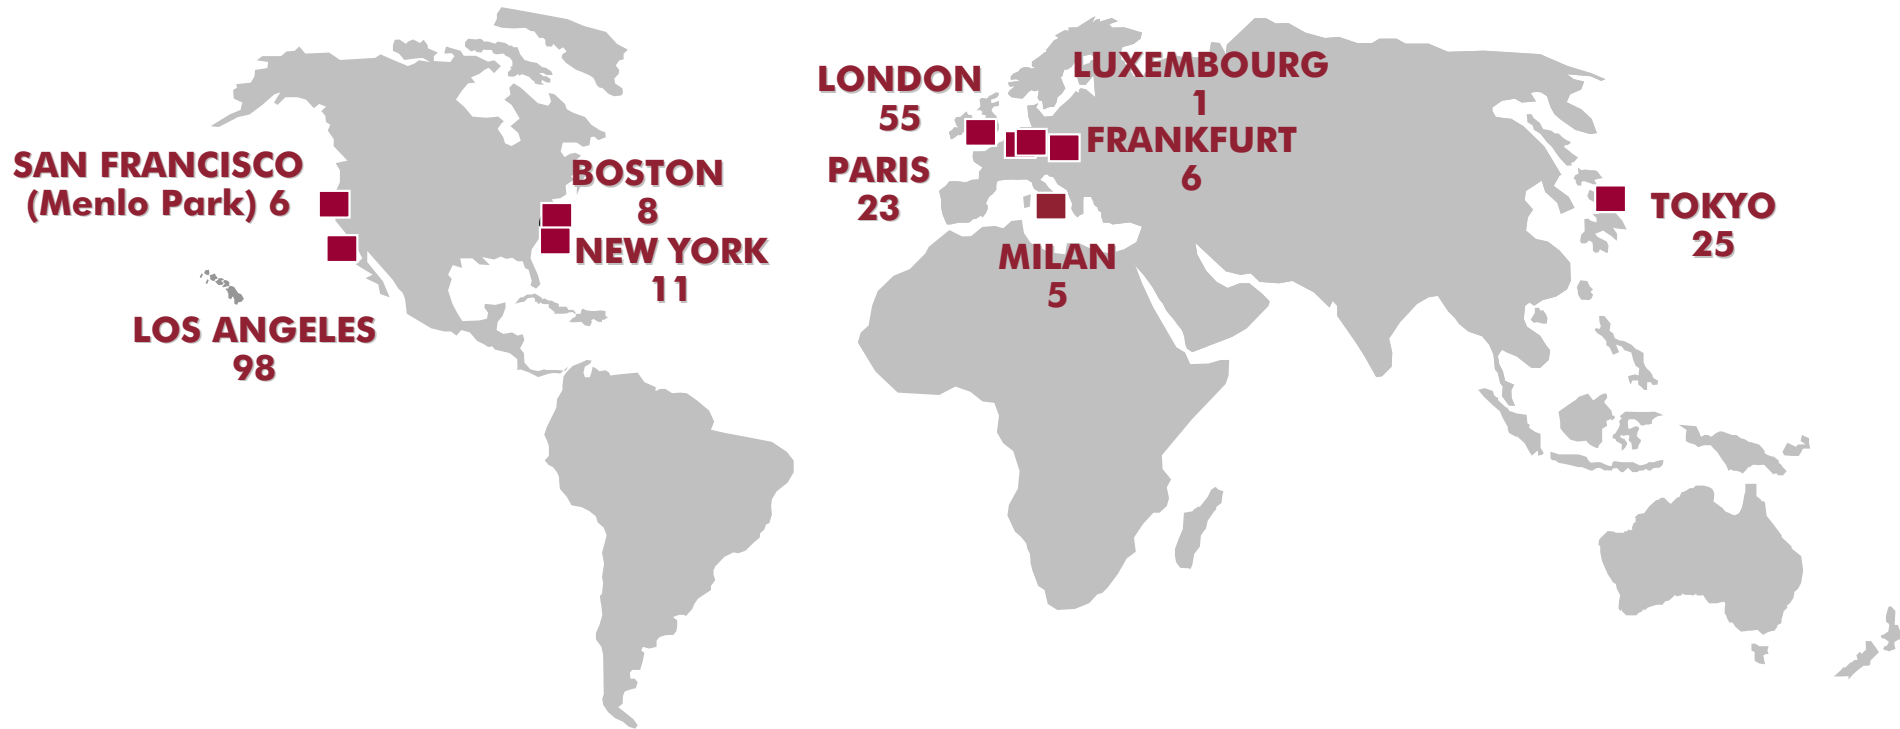 LONDON
55
LUXEMBOURG
1
FRANKFURT
6
PARIS
23
SAN FRANCISCO
(Menlo Park) 6
BOSTON
8
NEW YORK
11
TOKYO
25
MILAN
5
LOS ANGELES
98